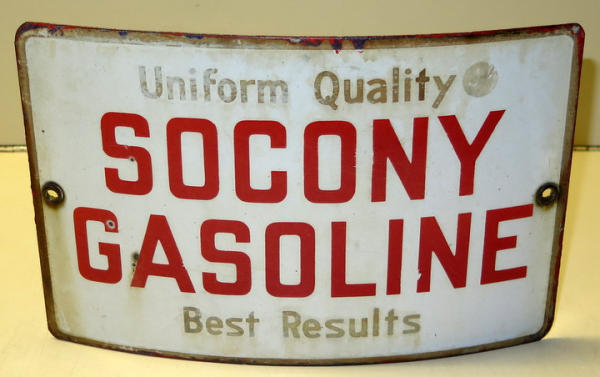 Uniform Quality
SOCONY
GASOLINE
Best Results